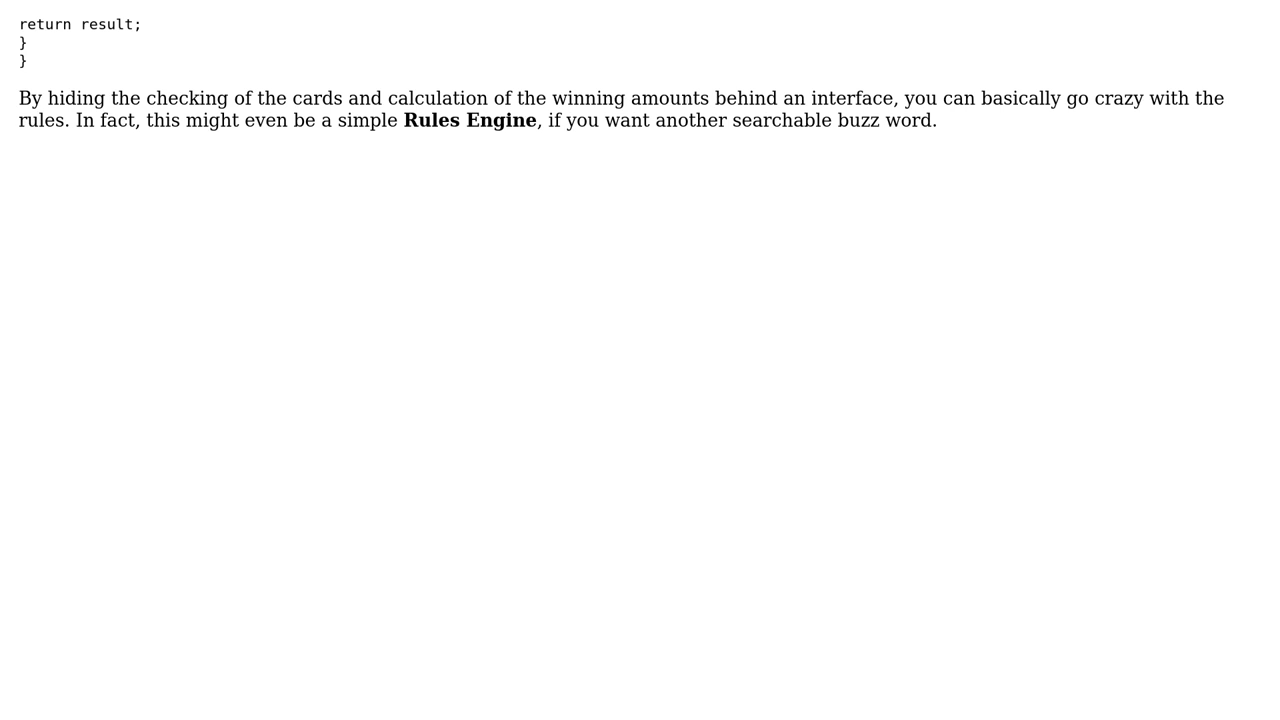 return result;
}
}
By hiding the checking of the cards and calculation of the winning amounts behind an interface, you can basically go crazy with the
rules. In fact, this might even be a simple Rules Engine, if you want another searchable buzz word.